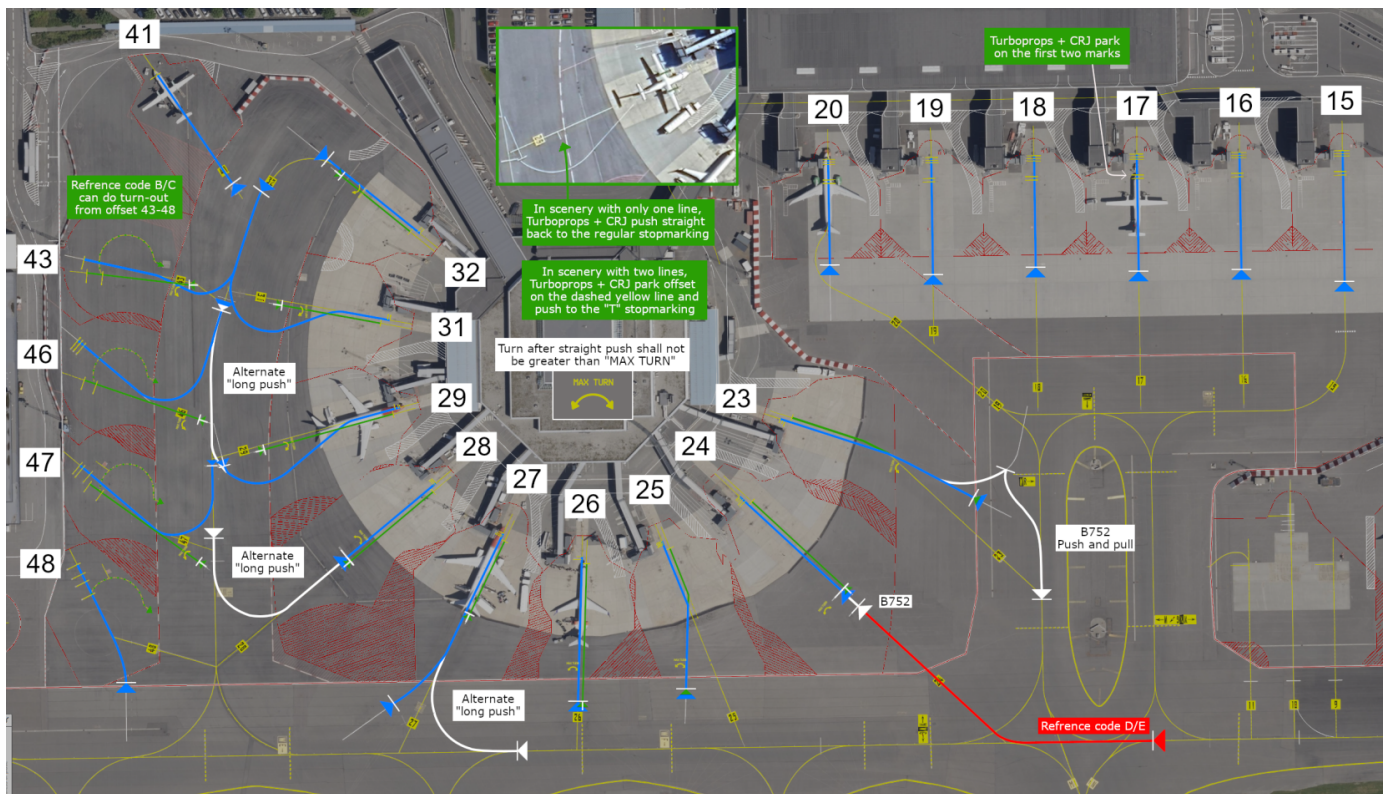 41
Turboprops + CRJ park
on the first two marks
20
19
18
17
16
15
Refrence code B/C
can do turn-out
from offset 43-48
In scenery with only one line,
Turboprops + CRJ push straight
back to the regular stopmarking
43
32
In scenery with two lines,
Turboprops + CRJ park offset
on the dashed yellow line and
push to the "T" stopmarking
31
46
Alternate
"long push"
Turn after straight push shall not
be greater than "MAX TURN"
MAX TURN
29
23
28
24
47
27
26
25
48
Alternate
"long push"
B752
Push and pull
B752
Alternate
"long push"
Refrence code D/E